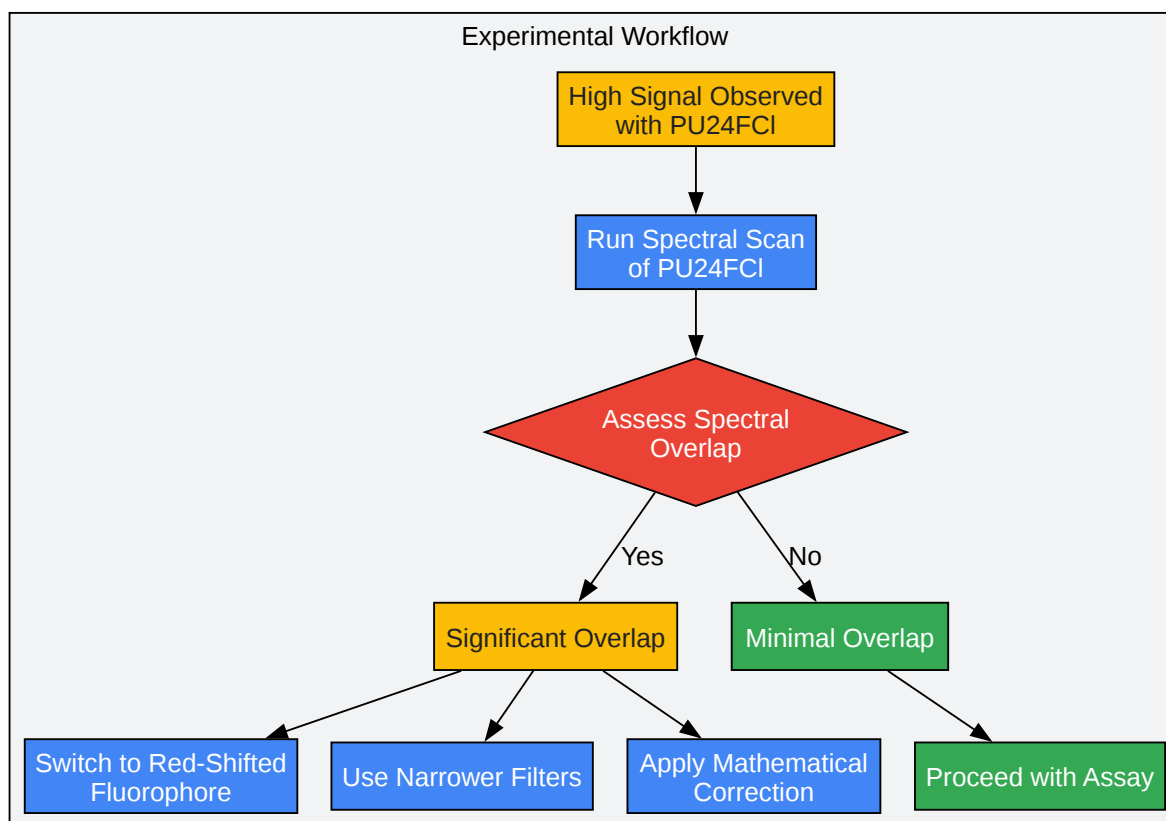 Experimental Workflow
High Signal Observed
with PU24FCl
Run Spectral Scan
of PU24FCl
Assess Spectral
Overlap
Yes
No
Significant Overlap
Minimal Overlap
Switch to Red-Shifted
Fluorophore
Use Narrower Filters
Apply Mathematical
Correction
Proceed with Assay